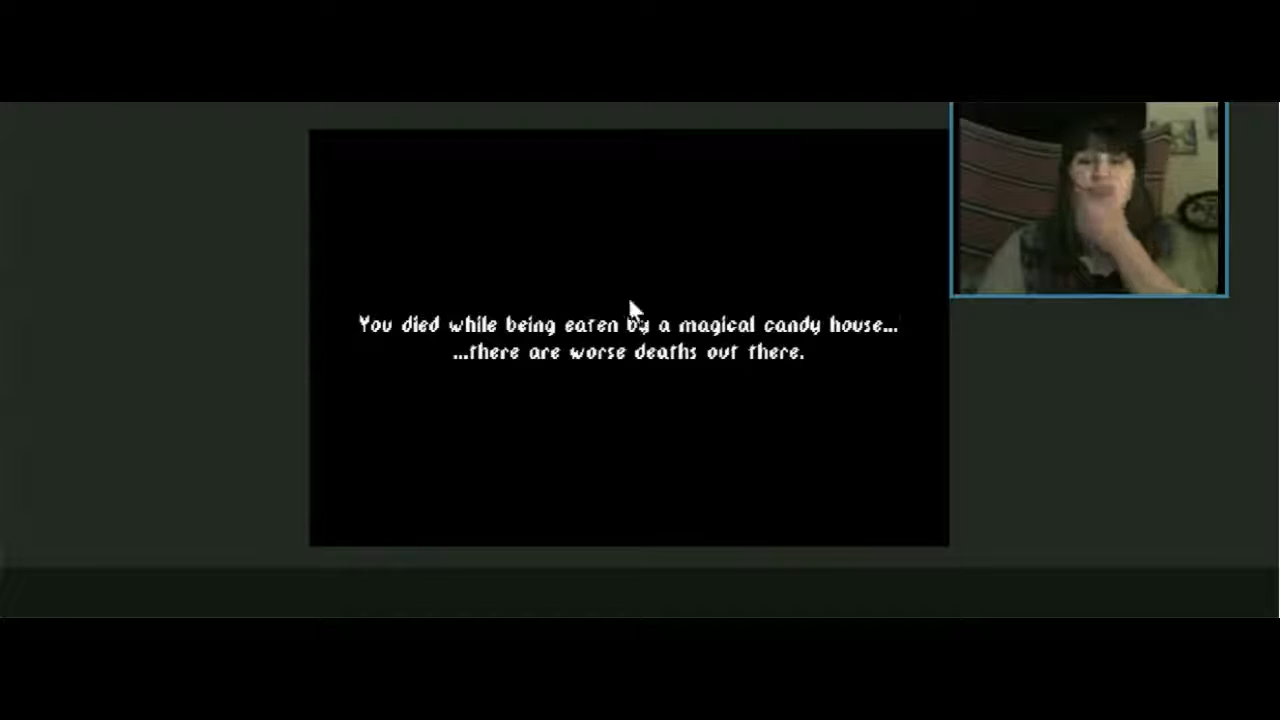 You died while being eaten by a magical candy house...
...there are worse deaths out there.